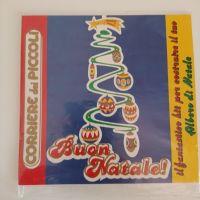 CORRIERE dei PICCOLI
Buon
Natale!
il fantastico kit per costruire il tuo
Albero di Natale